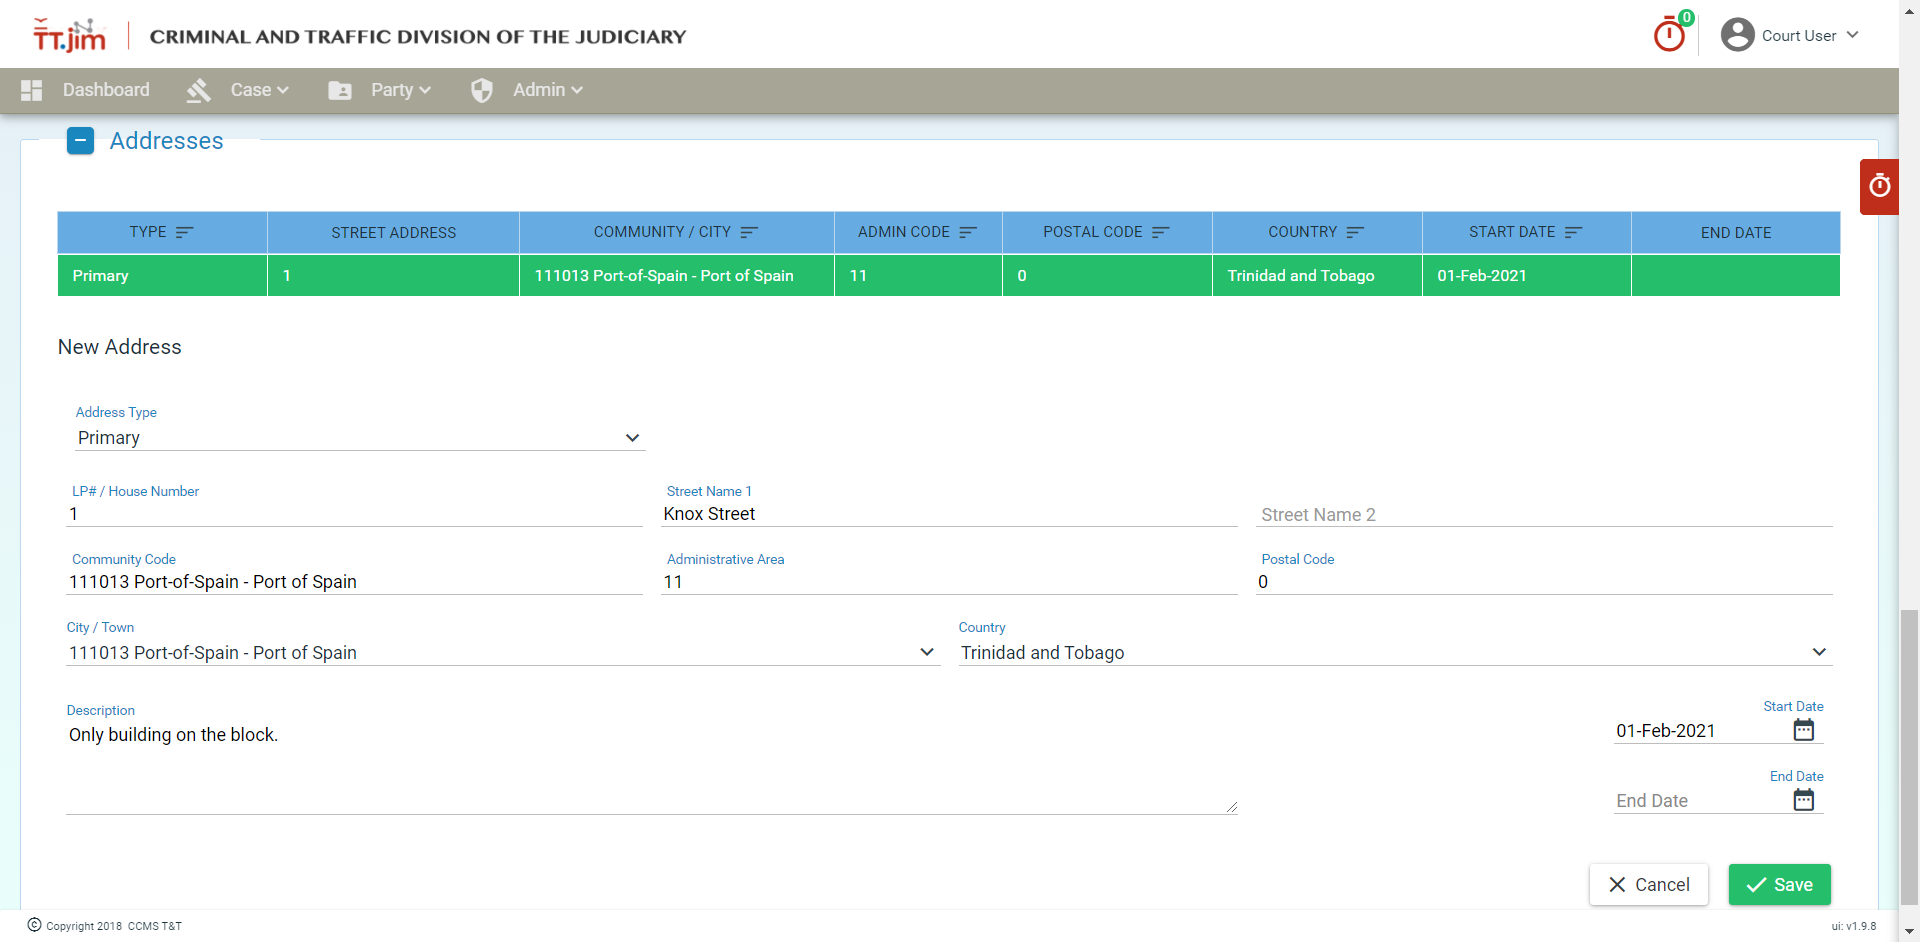 TT.jim CRIMINAL AND TRAFFIC DIVISION OF THE JUDICIARY 0 Court User
Dashboard Case Party Admin
Addresses
TYPE STREET ADDRESS COMMUNITY / CITY ADMIN CODE POSTAL CODE COUNTRY START DATE END DATE
Primary 1 111013 Port-of-Spain - Port of Spain 11 0 Trinidad and Tobago 01-Feb-2021
New Address
Address Type
Primary
LP# / House Number Street Name 1
1 Knox Street Street Name 2
Community Code Administrative Area Postal Code
111013 Port-of-Spain - Port of Spain 11 0
City / Town Country
111013 Port-of-Spain - Port of Spain Trinidad and Tobago
Description Start Date
Only building on the block. 01-Feb-2021
End Date
End Date
Cancel Save
© Copyright 2018 CCMS T&T ui: v1.9.8